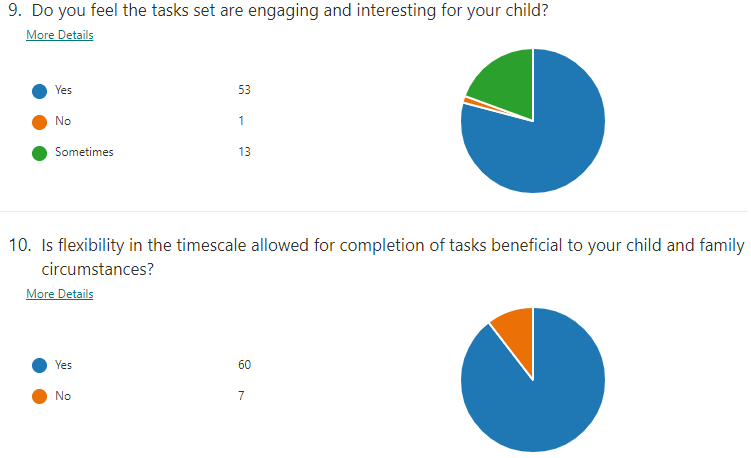 9. Do you feel the tasks set are engaging and interesting for your child?
More Details
Yes 53
No 1
Sometimes 13
10. Is flexibility in the timescale allowed for completion of tasks beneficial to your child and family
circumstances?
More Details
Yes 60
No 7